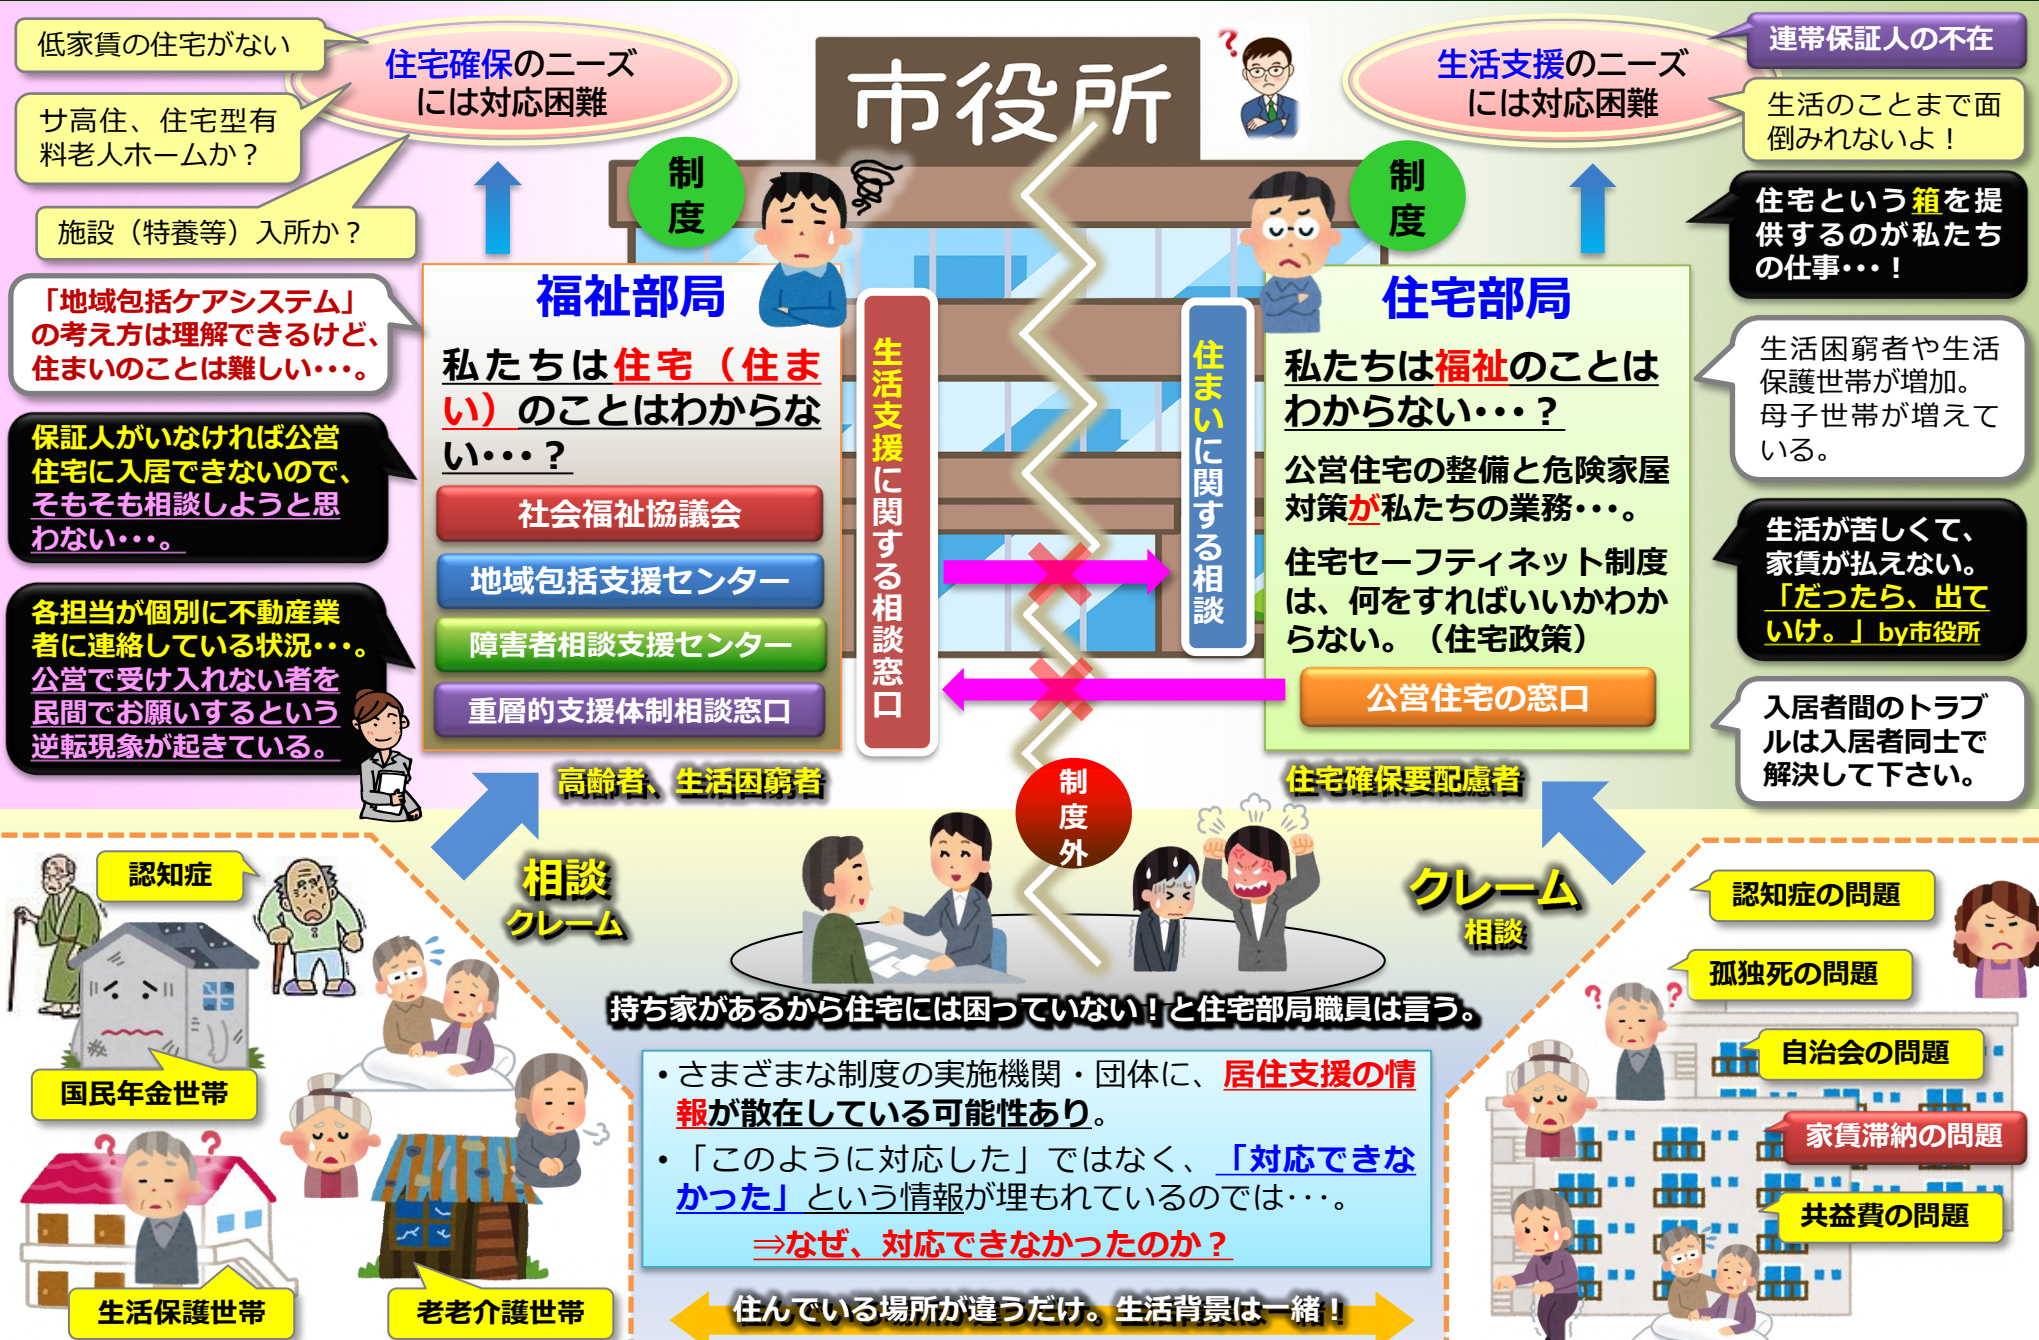 低家賃の住宅がない
サ高住、住宅型有
料老人ホームか？
施設（特養等）入所か？
住宅確保のニーズ
には対応困難
市役所
?
生活支援のニーズ
には対応困難
連帯保証人の不在
生活のことまで面
倒みれないよ！
住宅という箱を提
供するのが私たち
の仕事･･･！
制
度
制
度
「地域包括ケアシステム」
の考え方は理解できるけど、
住まいのことは難しい･･･。
保証人がいなければ公営
住宅に入居できないので、
そもそも相談しようと思
わない･･･。
各担当が個別に不動産業
者に連絡している状況･･･。
公営で受け入れない者を
民間でお願いするという
逆転現象が起きている。
福祉部局
私たちは住宅（住ま
い）のことはわからな
い･･･？
社会福祉協議会
地域包括支援センター
障害者相談支援センター
重層的支援体制相談窓口
生活支援に関する相談窓口
住まいに関する相談
住宅部局
私たちは福祉のことは
わからない･･･？
公営住宅の整備と危険家屋
対策が私たちの業務･･･。
住宅セーフティネット制度
は、何をすればいいかわか
らない。（住宅政策）
公営住宅の窓口
生活困窮者や生活
保護世帯が増加。
母子世帯が増えて
いる。
生活が苦しくて、
家賃が払えない。
「だったら、出て
いけ。」by市役所
入居者間のトラブ
ルは入居者同士で
解決して下さい。
高齢者、生活困窮者
制
度
外
住宅確保要配慮者
相談
クレーム
クレーム
相談
持ち家があるから住宅には困っていない！と住宅部局職員は言う。
認知症
国民年金世帯
? ?
生活保護世帯
老老介護世帯
・さまざまな制度の実施機関・団体に、居住支援の情
報が散在している可能性あり。
・「このように対応した」ではなく、「対応できな
かった」という情報が埋もれているのでは･･･。
⇒なぜ、対応できなかったのか？
住んでいる場所が違うだけ。生活背景は一緒！
認知症の問題
孤独死の問題
? ?
自治会の問題
家賃滞納の問題
共益費の問題